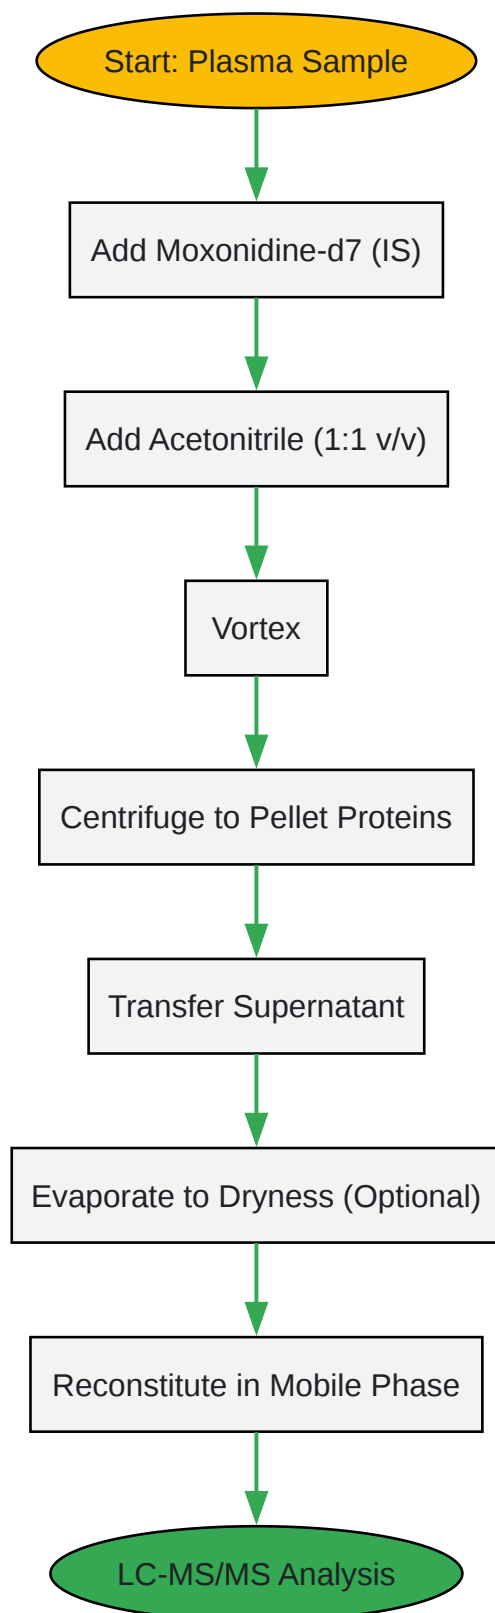 Start: Plasma Sample
Add Moxonidine-d7 (IS)
Add Acetonitrile (1:1 v/v)
Vortex
Centrifuge to Pellet Proteins
Transfer Supernatant
Evaporate to Dryness (Optional)
Reconstitute in Mobile Phase
LC-MS/MS Analysis